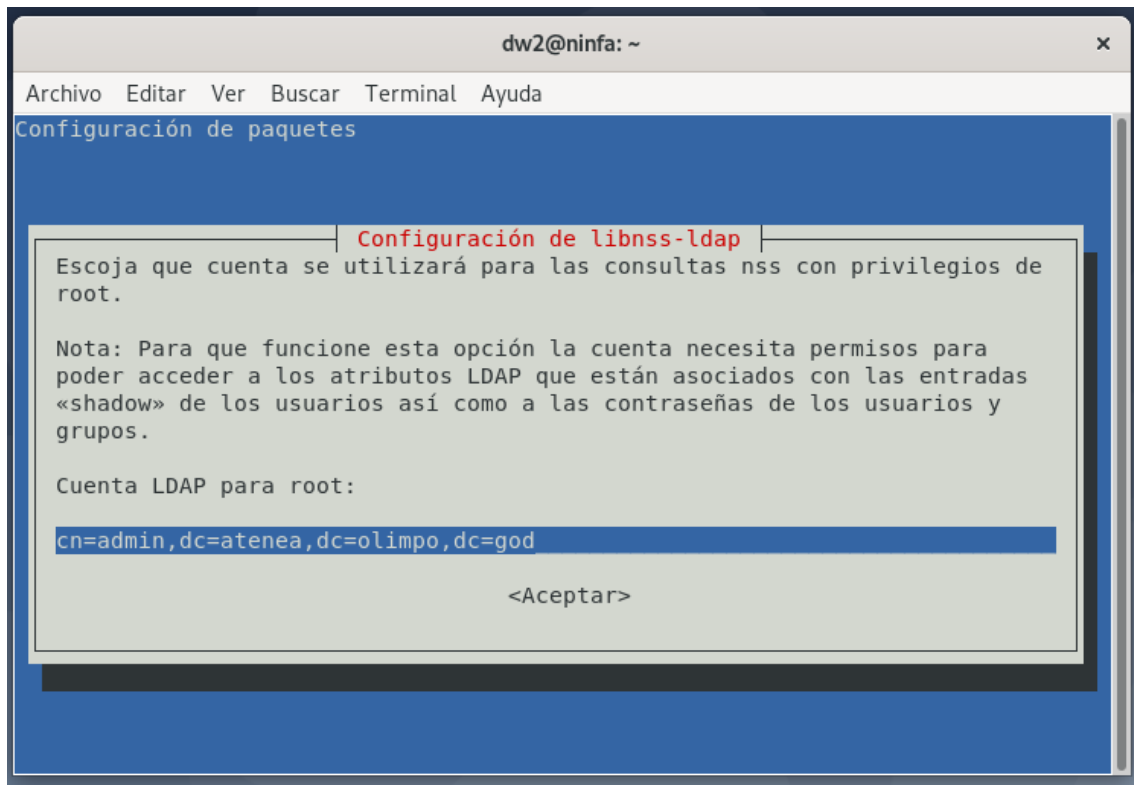 dw2@ninfa: ~
×
Archivo Editar Ver Buscar Terminal Ayuda
Configuración de paquetes
Configuración de libnss-ldap
Escoja que cuenta se utilizará para las consultas nss con privilegios de
root.
Nota: Para que funcione esta opción la cuenta necesita permisos para
poder acceder a los atributos LDAP que están asociados con las entradas
«shadow» de los usuarios así como a las contraseñas de los usuarios y
grupos.
Cuenta LDAP para root:
cn=admin,dc=atenea,dc=olimpo,dc=god
<Aceptar>